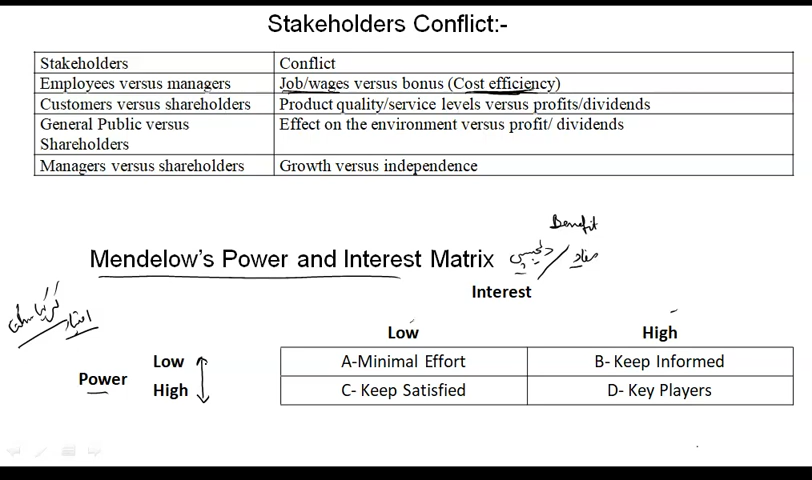 Stakeholders Conflict:-
Stakeholders Conflict
Employees versus managers Job/wages versus bonus (Cost efficiency)
Customers versus shareholders Product quality/service levels versus profits/dividends
General Public versus Effect on the environment versus profit/ dividends
Shareholders
Managers versus shareholders Growth versus independence
Benefit
Mendelow's Power and Interest Matrix دلچسپی / مفاد
Interest
Low High
Low A-Minimal Effort B- Keep Informed
Power
High C- Keep Satisfied D- Key Players